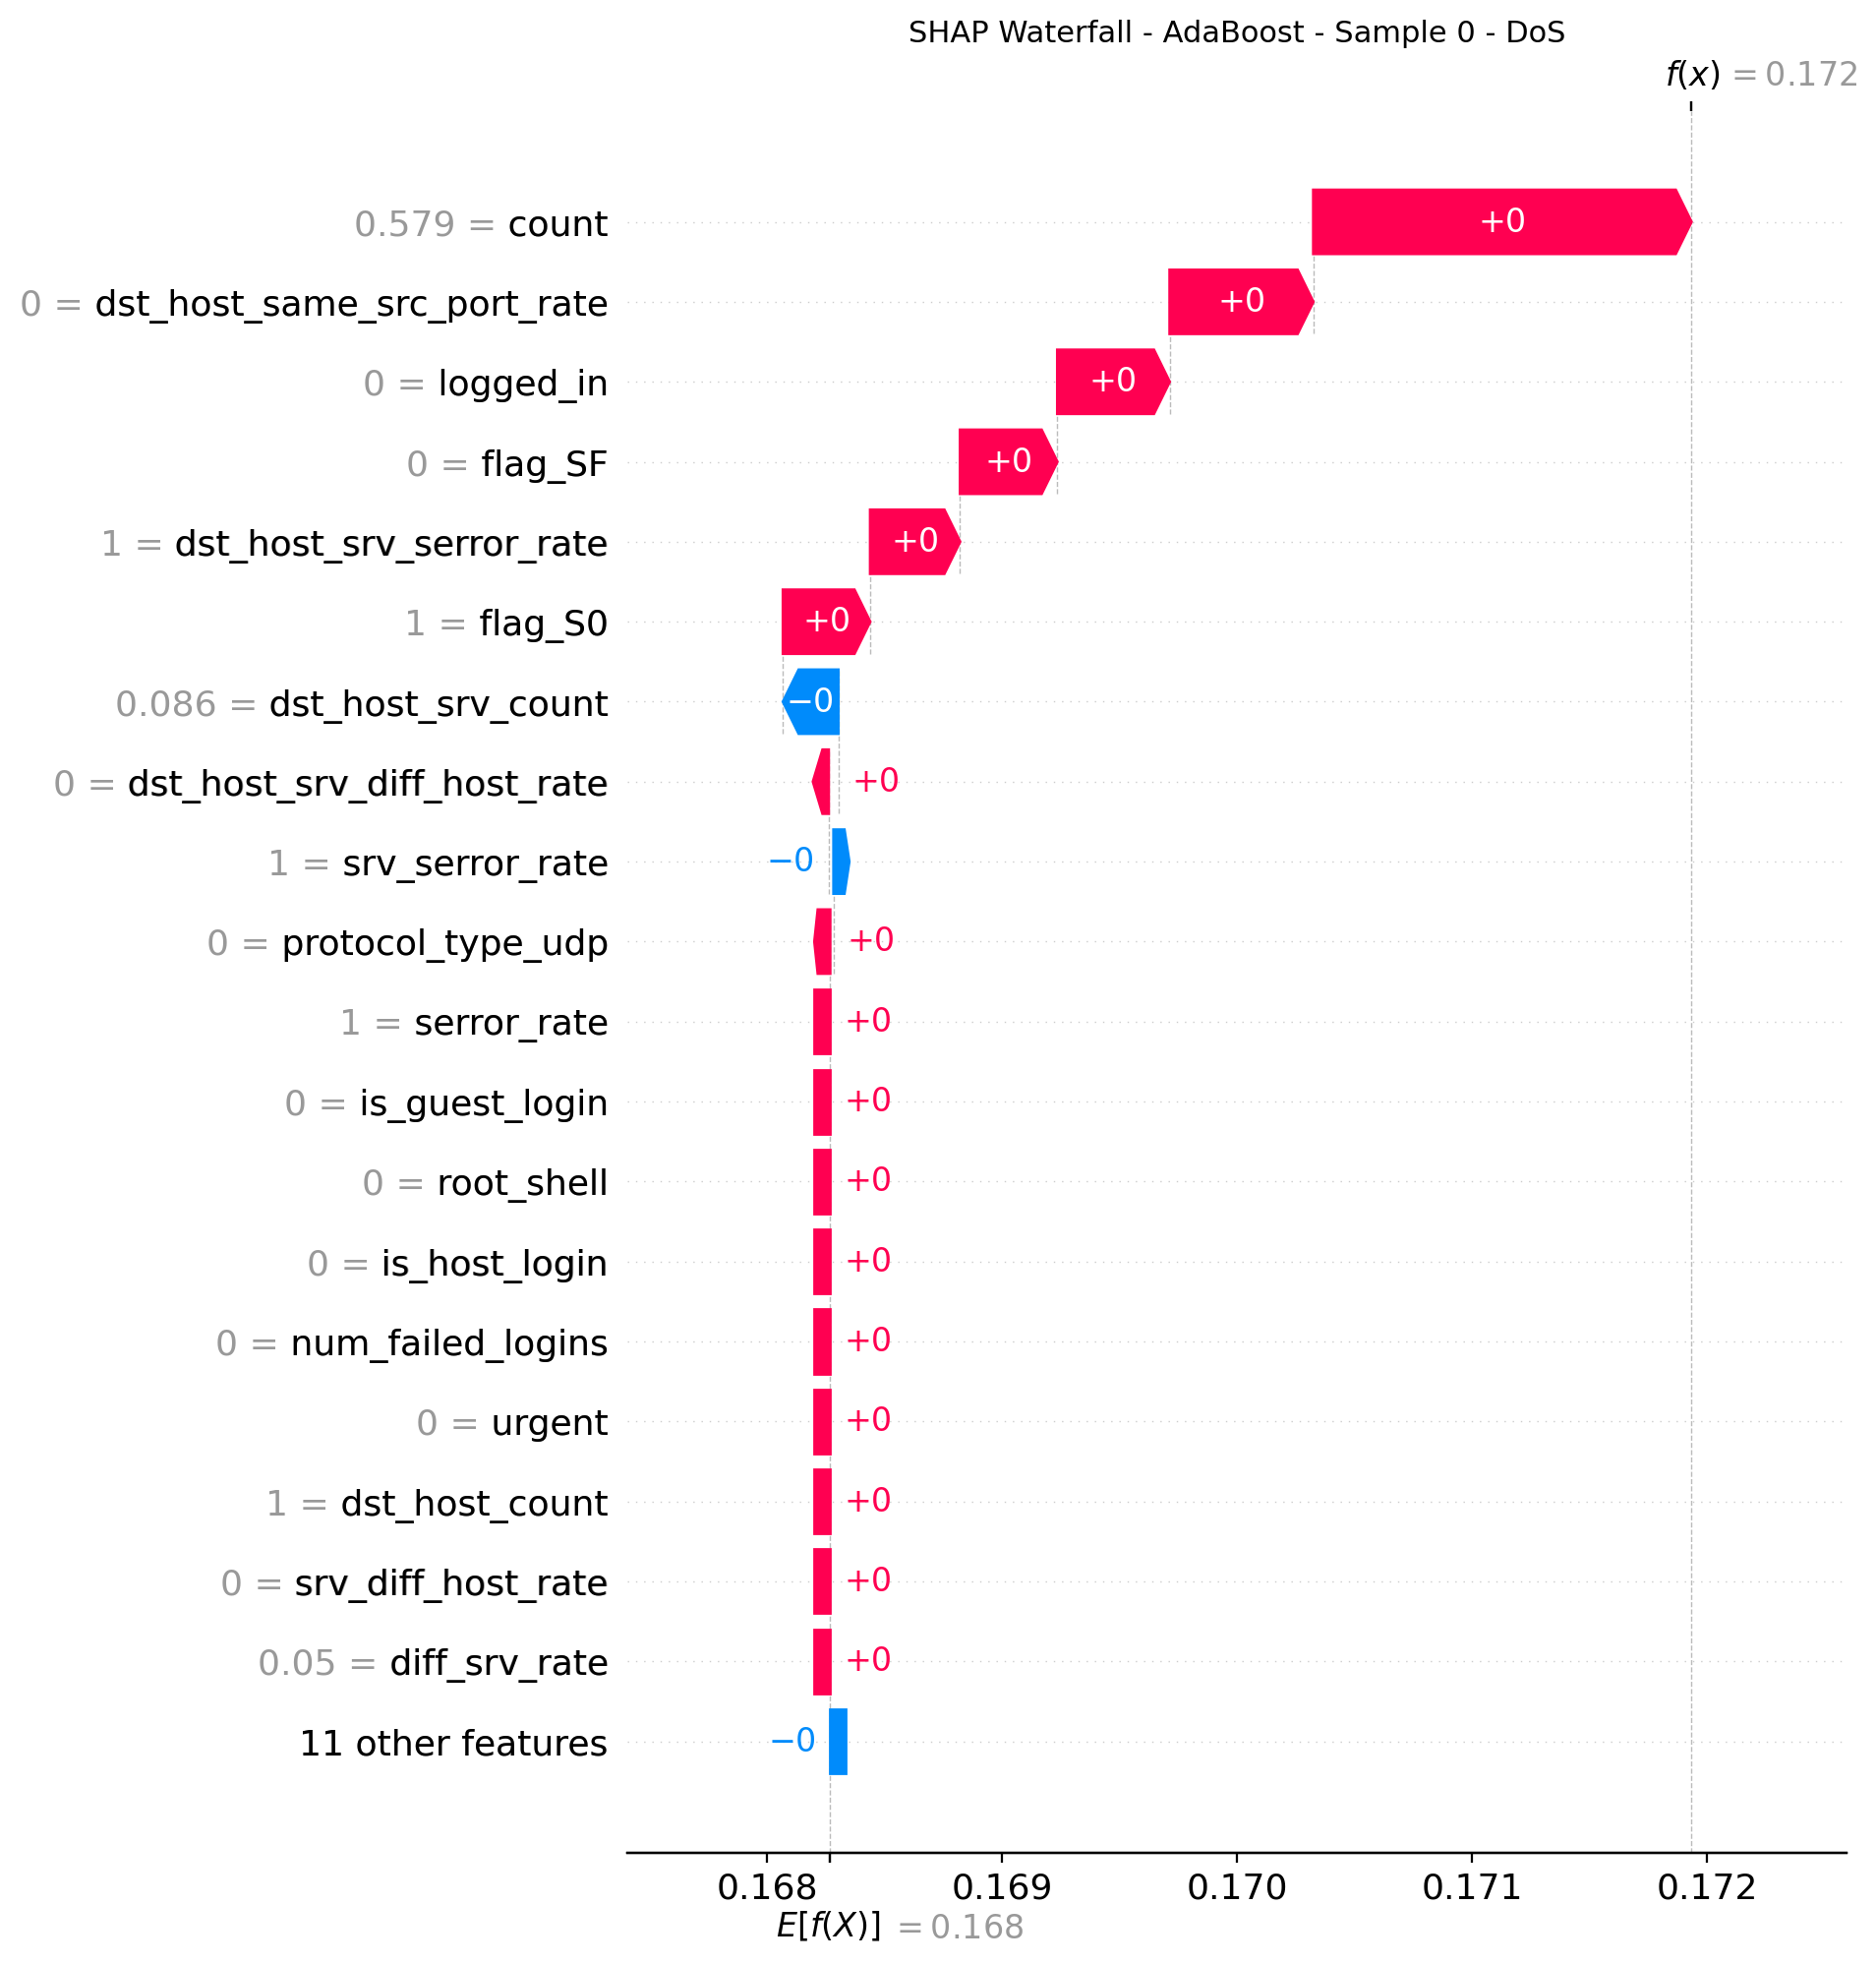 SHAP Waterfall - AdaBoost - Sample 0 - DoS
f(x) = 0.172
0.579 = count +0
0 = dst_host_same_src_port_rate +0
0 = logged_in +0
0 = flag_SF +0
1 = dst_host_srv_serror_rate +0
1 = flag_S0 +0
0.086 = dst_host_srv_count −0
0 = dst_host_srv_diff_host_rate +0
1 = srv_serror_rate −0
0 = protocol_type_udp +0
1 = serror_rate +0
0 = is_guest_login +0
0 = root_shell +0
0 = is_host_login +0
0 = num_failed_logins +0
0 = urgent +0
1 = dst_host_count +0
0 = srv_diff_host_rate +0
0.05 = diff_srv_rate +0
11 other features −0
0.168 0.169 0.170 0.171 0.172
E[f(X)] = 0.168